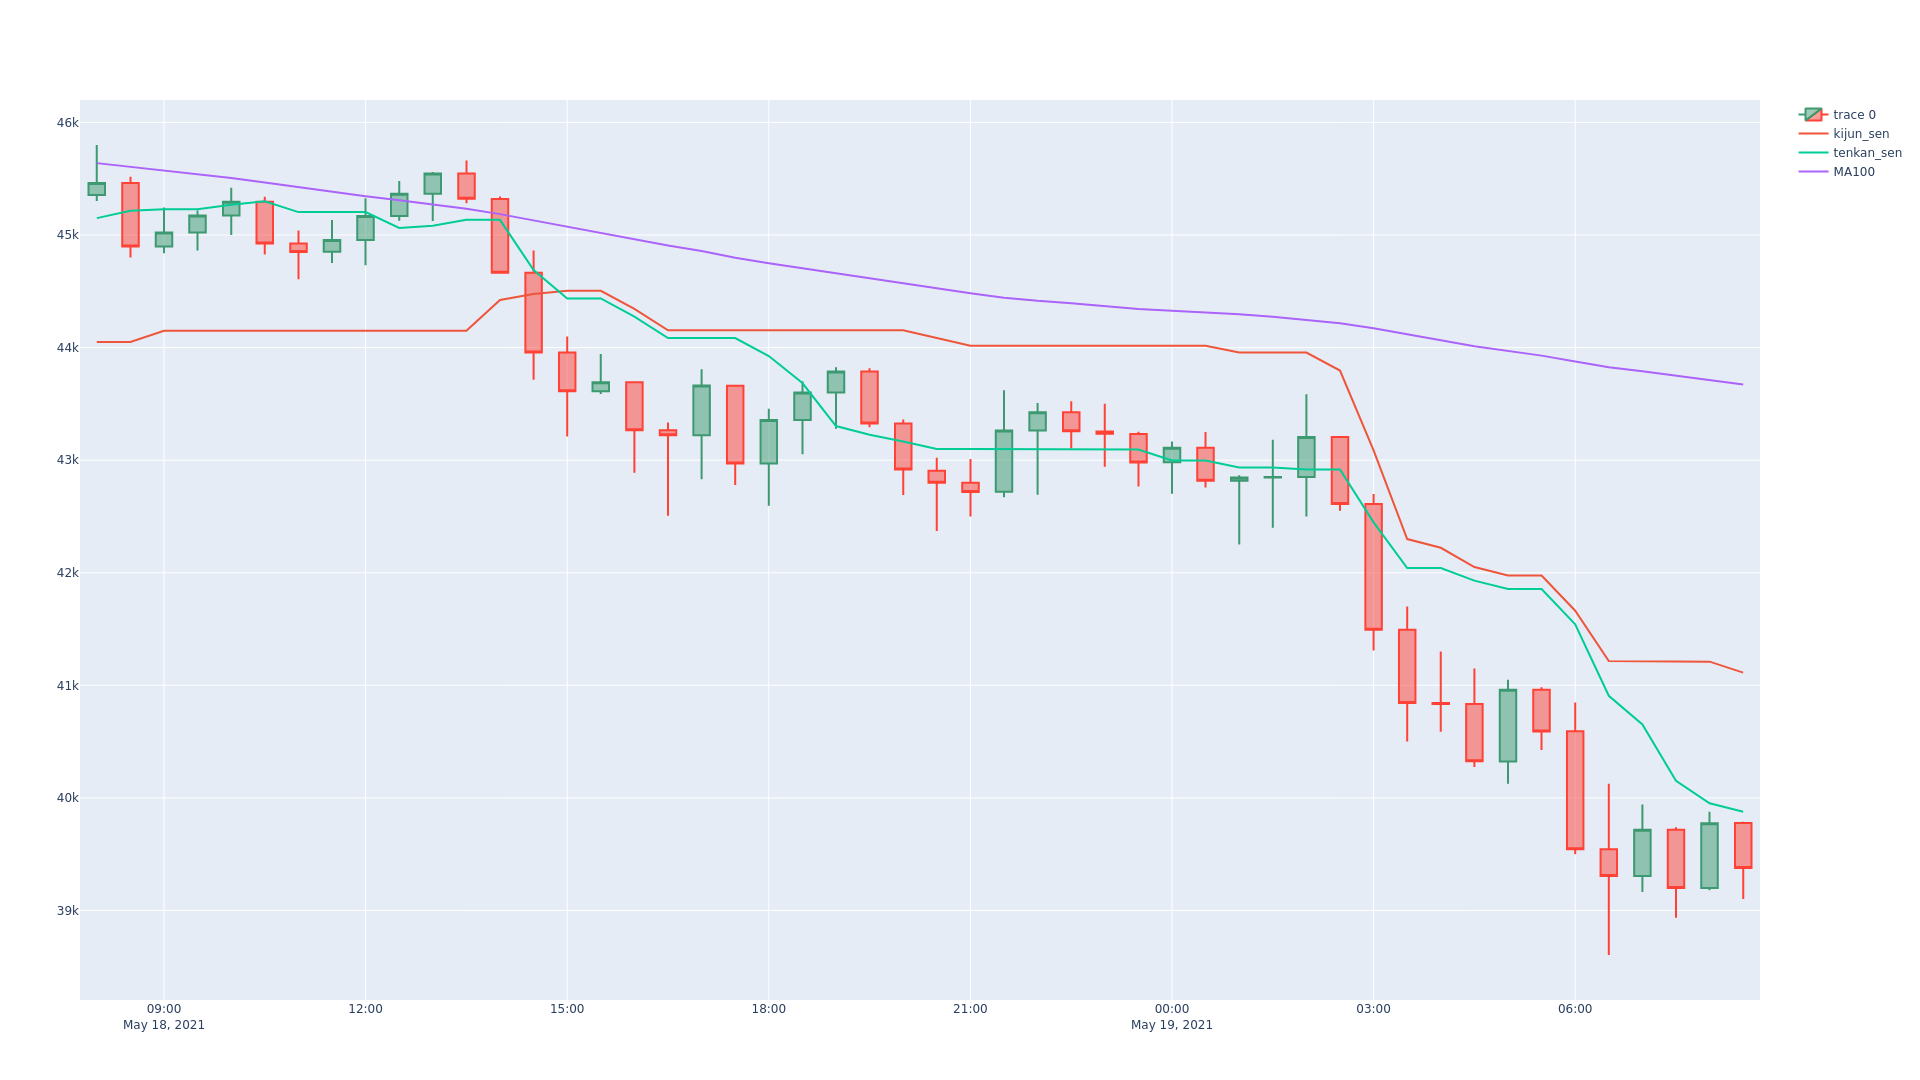 46k
45k
44k
43k
42k
41k
40k
39k
09:00
May 18, 2021
12:00
15:00
18:00
21:00
00:00
May 19, 2021
03:00
06:00
trace 0
kijun_sen
tenkan_sen
MA100